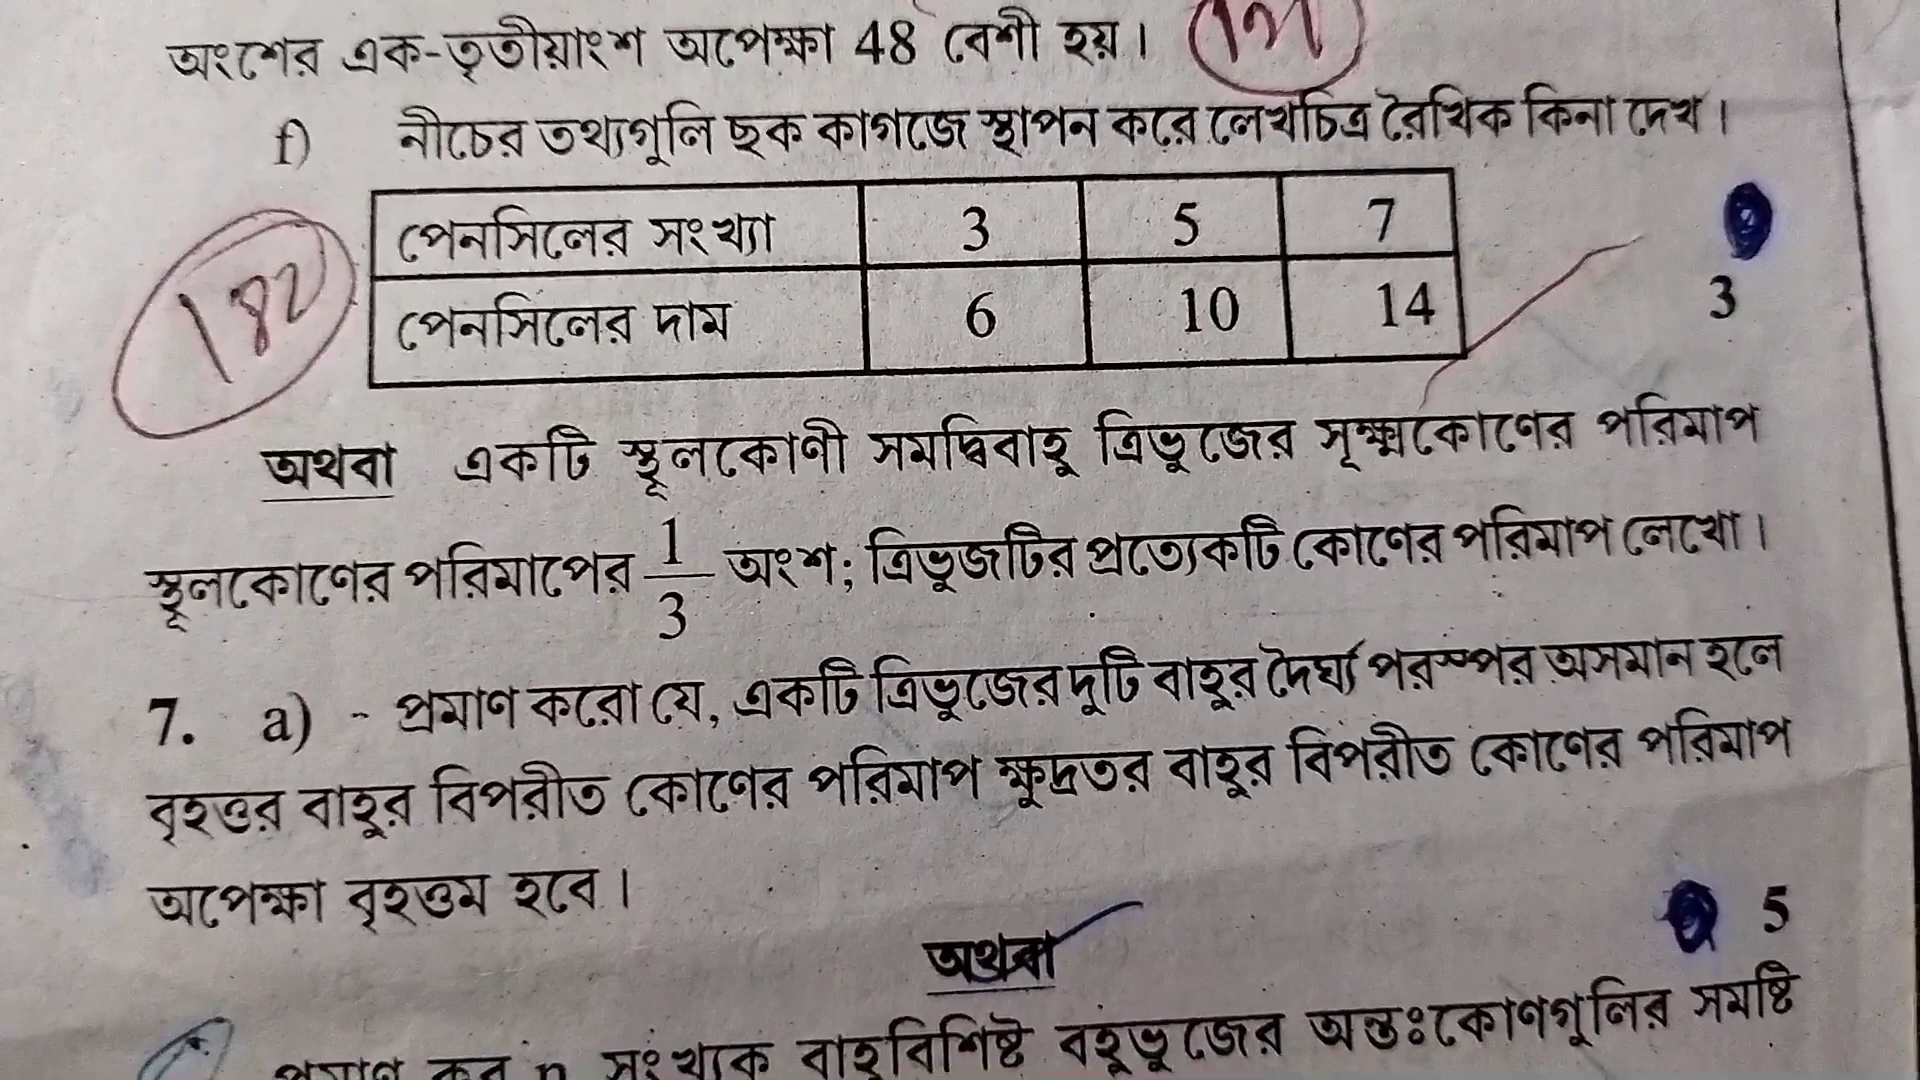 অংশের এক-তৃতীয়াংশ অপেক্ষা 48 বেশী হয়।
f) নীচের তথ্যগুলি ছক কাগজে স্থাপন করে লেখচিত্র রৈখিক কিনা দেখ।
পেনসিলের সংখ্যা 3 5 7
পেনসিলের দাম 6 10 14
3
182
অথবা একটি স্থূলকোণী সমদ্বিবাহু ত্রিভুজের সূক্ষ্মকোণের পরিমাপ
স্থূলকোণের পরিমাপের 1/3 অংশ; ত্রিভুজটির প্রত্যেকটি কোণের পরিমাপ লেখো।
7. a) - প্রমাণ করো যে, একটি ত্রিভুজের দুটি বাহুর দৈর্ঘ্য পরস্পর অসমান হলে
বৃহত্তর বাহুর বিপরীত কোণের পরিমাপ ক্ষুদ্রতর বাহুর বিপরীত কোণের পরিমাপ
অপেক্ষা বৃহত্তম হবে।
5
অথবা
প্রমাণ কর n সংখ্যক বাহুবিশিষ্ট বহুভুজের অন্তঃকোণগুলির সমষ্টি